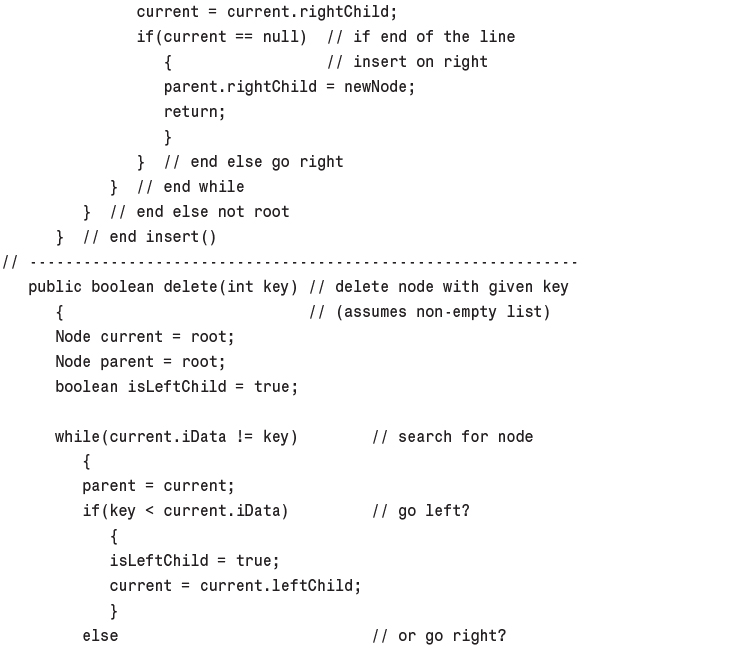 current = current.rightChild;
if(current == null)  // if end of the line
{                 // insert on right
parent.rightChild = newNode;
return;
}
}  // end else go right
}  // end while
}  // end else not root
}  // end insert()
// -------------------------------------------------------------
public boolean delete(int key) // delete node with given key
{                           // (assumes non-empty list)
Node current = root;
Node parent = root;
boolean isLeftChild = true;
while(current.iData != key)        // search for node
{
parent = current;
if(key < current.iData)         // go left?
{
isLeftChild = true;
current = current.leftChild;
}
else                            // or go right?